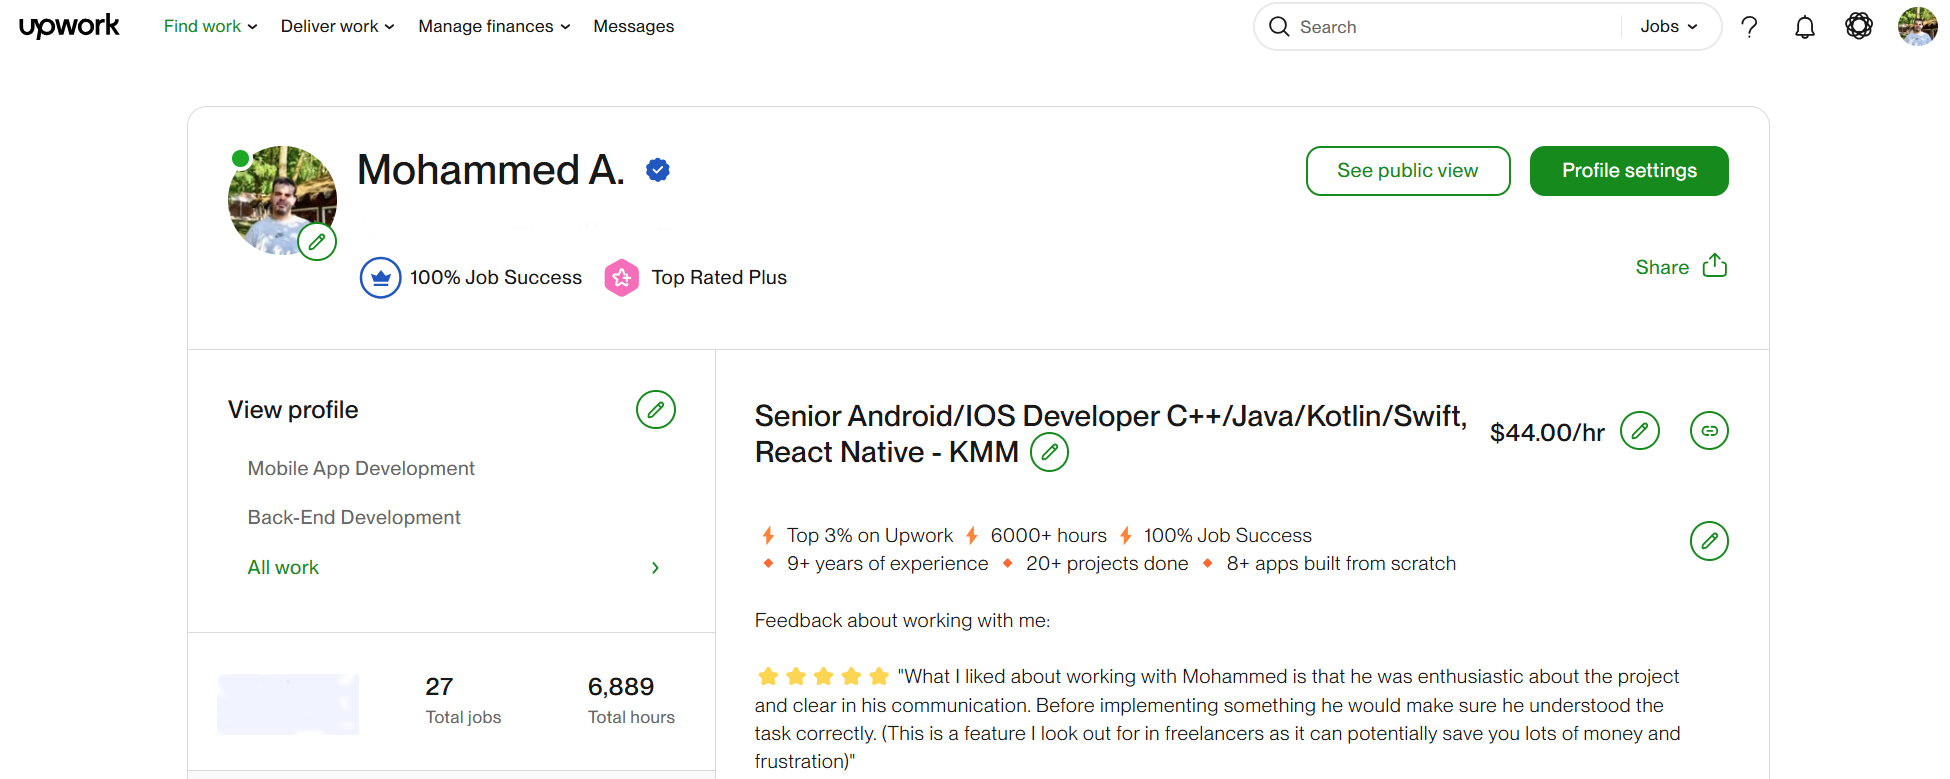 upwork
Find work
Deliver work
Manage finances
Messages
Search
Jobs
Mohammed A.
See public view
Profile settings
100% Job Success
Top Rated Plus
Share
View profile
Mobile App Development
Back-End Development
All work
27
Total jobs
6,889
Total hours
Senior Android/IOS Developer C++/Java/Kotlin/Swift,
React Native - KMM
$44.00/hr
Top 3% on Upwork 6000+ hours 100% Job Success
9+ years of experience 20+ projects done 8+ apps built from scratch
Feedback about working with me:
"What I liked about working with Mohammed is that he was enthusiastic about the project
and clear in his communication. Before implementing something he would make sure he understood the
task correctly. (This is a feature I look out for in freelancers as it can potentially save you lots of money and
frustration)"